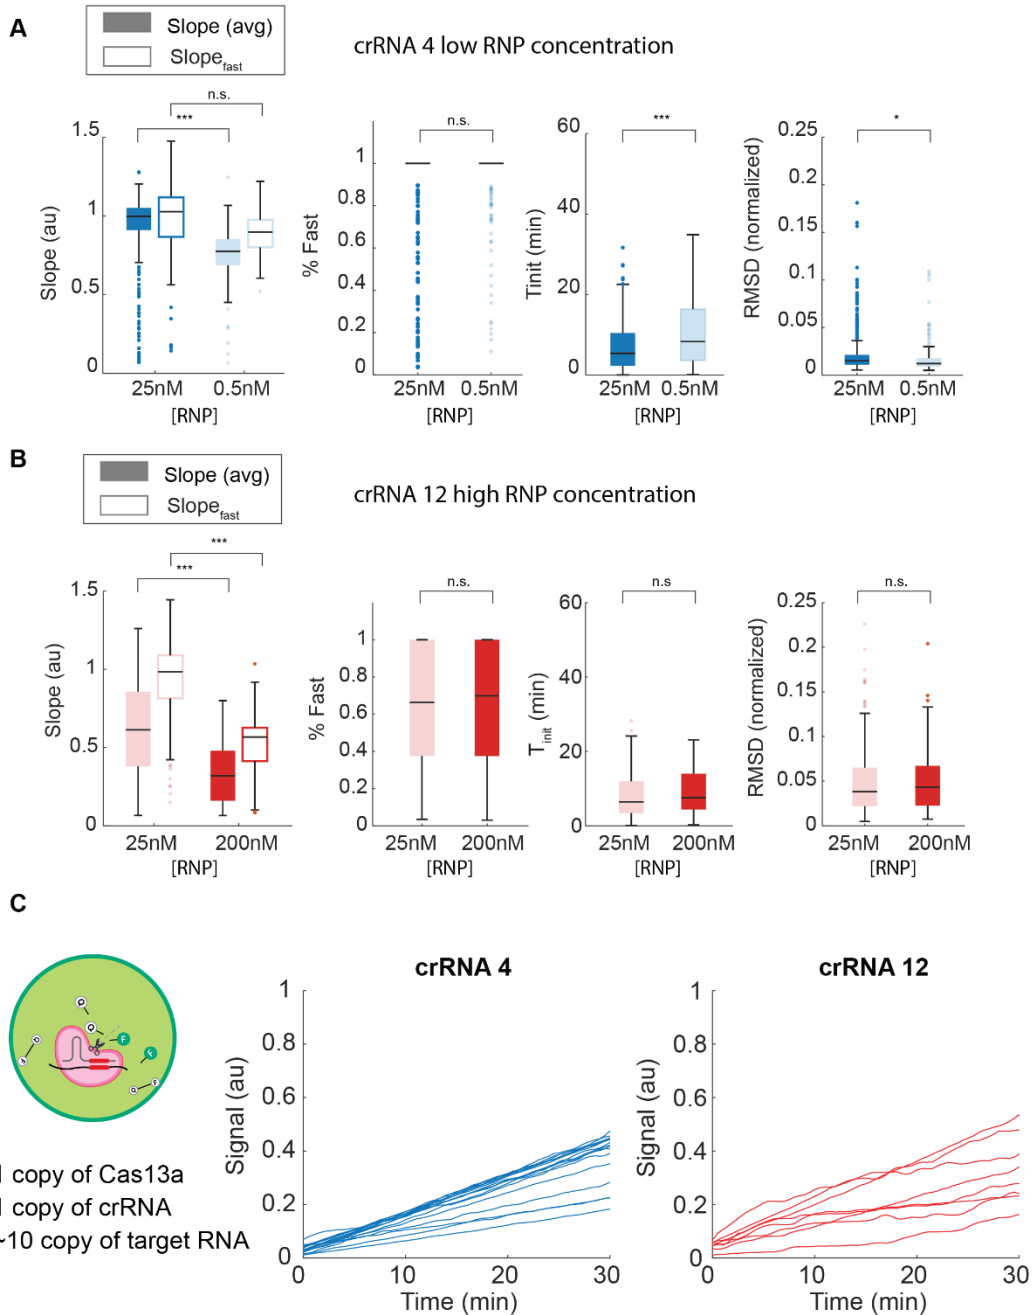 A
Slope (avg)
Slopefast
crRNA 4 low RNP concentration
n.s.
***
1.5
1
0.5
0
Slope (au)
25nM
0.5nM
[RNP]
n.s.
1
0.8
0.6
0.4
0.2
0
% Fast
25nM
0.5nM
[RNP]
***
60
40
20
0
Tinit (min)
25nM
0.5nM
[RNP]
*
0.25
0.2
0.15
0.1
0.05
0
RMSD (normalized)
25nM
0.5nM
[RNP]
B
Slope (avg)
Slopefast
crRNA 12 high RNP concentration
***
***
1.5
1
0.5
0
Slope (au)
25nM
200nM
[RNP]
n.s.
1
0.8
0.6
0.4
0.2
0
% Fast
25nM
200nM
[RNP]
n.s
60
40
20
0
Tinit (min)
25nM
200nM
[RNP]
n.s.
0.25
0.2
0.15
0.1
0.05
0
RMSD (normalized)
25nM
200nM
[RNP]
C
Q
Q
F
F
Q
F
Q
F
1 copy of Cas13a
1 copy of crRNA
~10 copy of target RNA
crRNA 4
1
0.8
0.6
0.4
0.2
0
Signal (au)
0
10
20
30
Time (min)
crRNA 12
1
0.8
0.6
0.4
0.2
0
Signal (au)
0
10
20
30
Time (min)